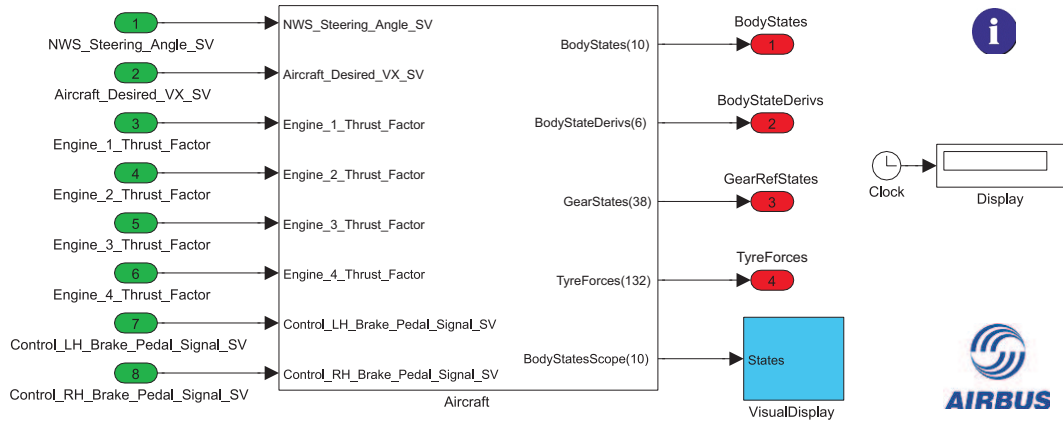 1
NWS_Steering_Angle_SV
2
Aircraft_Desired_VX_SV
3
Engine_1_Thrust_Factor
4
Engine_2_Thrust_Factor
5
Engine_3_Thrust_Factor
6
Engine_4_Thrust_Factor
7
Control_LH_Brake_Pedal_Signal_SV
8
Control_RH_Brake_Pedal_Signal_SV
NWS_Steering_Angle_SV
Aircraft_Desired_VX_SV
Engine_1_Thrust_Factor
Engine_2_Thrust_Factor
Engine_3_Thrust_Factor
Engine_4_Thrust_Factor
Control_LH_Brake_Pedal_Signal_SV
Control_RH_Brake_Pedal_Signal_SV
BodyStates(10)
BodyStateDerivs(6)
GearStates(38)
TyreForces(132)
BodyStatesScope(10)
Aircraft
BodyStates
1
BodyStateDerivs
2
GearRefStates
3
TyreForces
4
States
VisualDisplay
i
Clock
Display
AIRBUS